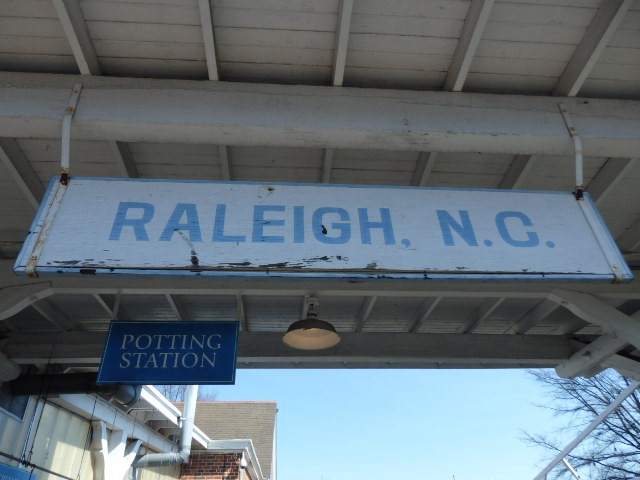 RALEIGH, N.C.
POTTING
STATION